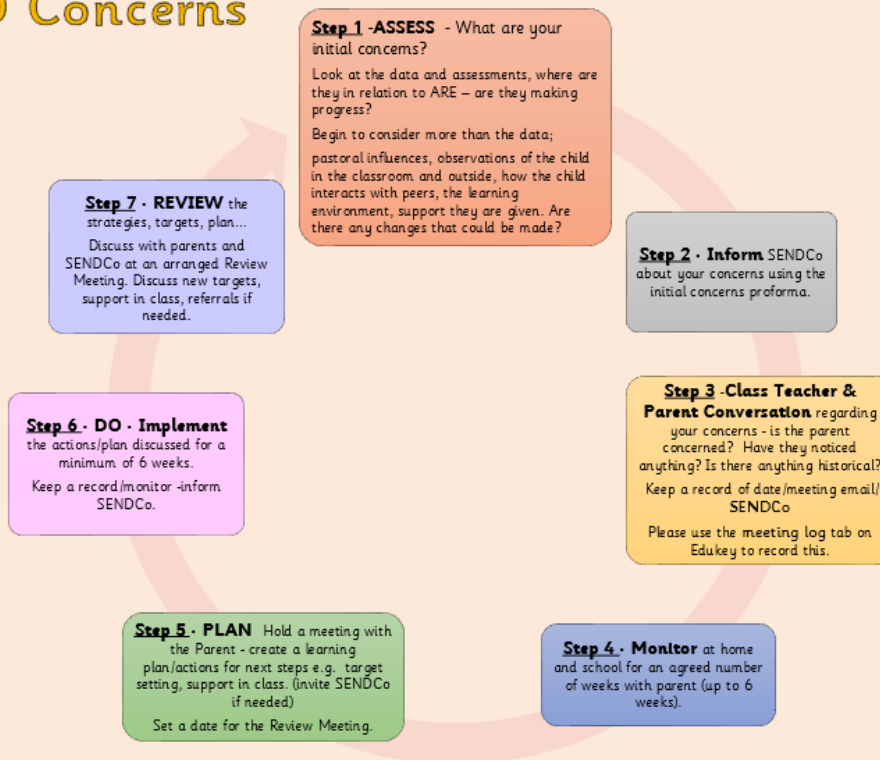 Concerns
Step 1 -ASSESS - What are your
initial concerns?
Look at the data and assessments, where are
they in relation to ARE – are they making
progress?
Begin to consider more than the data;
pastoral influences, observations of the child
in the classroom and outside, how the child
interacts with peers, the learning
environment, support they are given. Are
there any changes that could be made?
Step 2 - Inform SENDCo
about your concerns using the
initial concerns proforma.
Step 3 -Class Teacher &
Parent Conversation regarding
your concerns - is the parent
concerned? Have they noticed
anything? Is there anything historical?
Keep a record of date/meeting email/
SENDCo
Please use the meeting log tab on
Edukey to record this.
Step 4 - Monitor at home
and school for an agreed number
of weeks with parent (up to 6
weeks).
Step 5 - PLAN Hold a meeting with
the Parent - create a learning
plan/actions for next steps e.g. target
setting, support in class. (invite SENDCo
if needed)
Set a date for the Review Meeting.
Step 6 - DO - Implement
the actions/plan discussed for a
minimum of 6 weeks.
Keep a record/monitor -inform
SENDCo.
Step 7 - REVIEW the
strategies, targets, plan...
Discuss with parents and
SENDCo at an arranged Review
Meeting. Discuss new targets,
support in class, referrals if
needed.